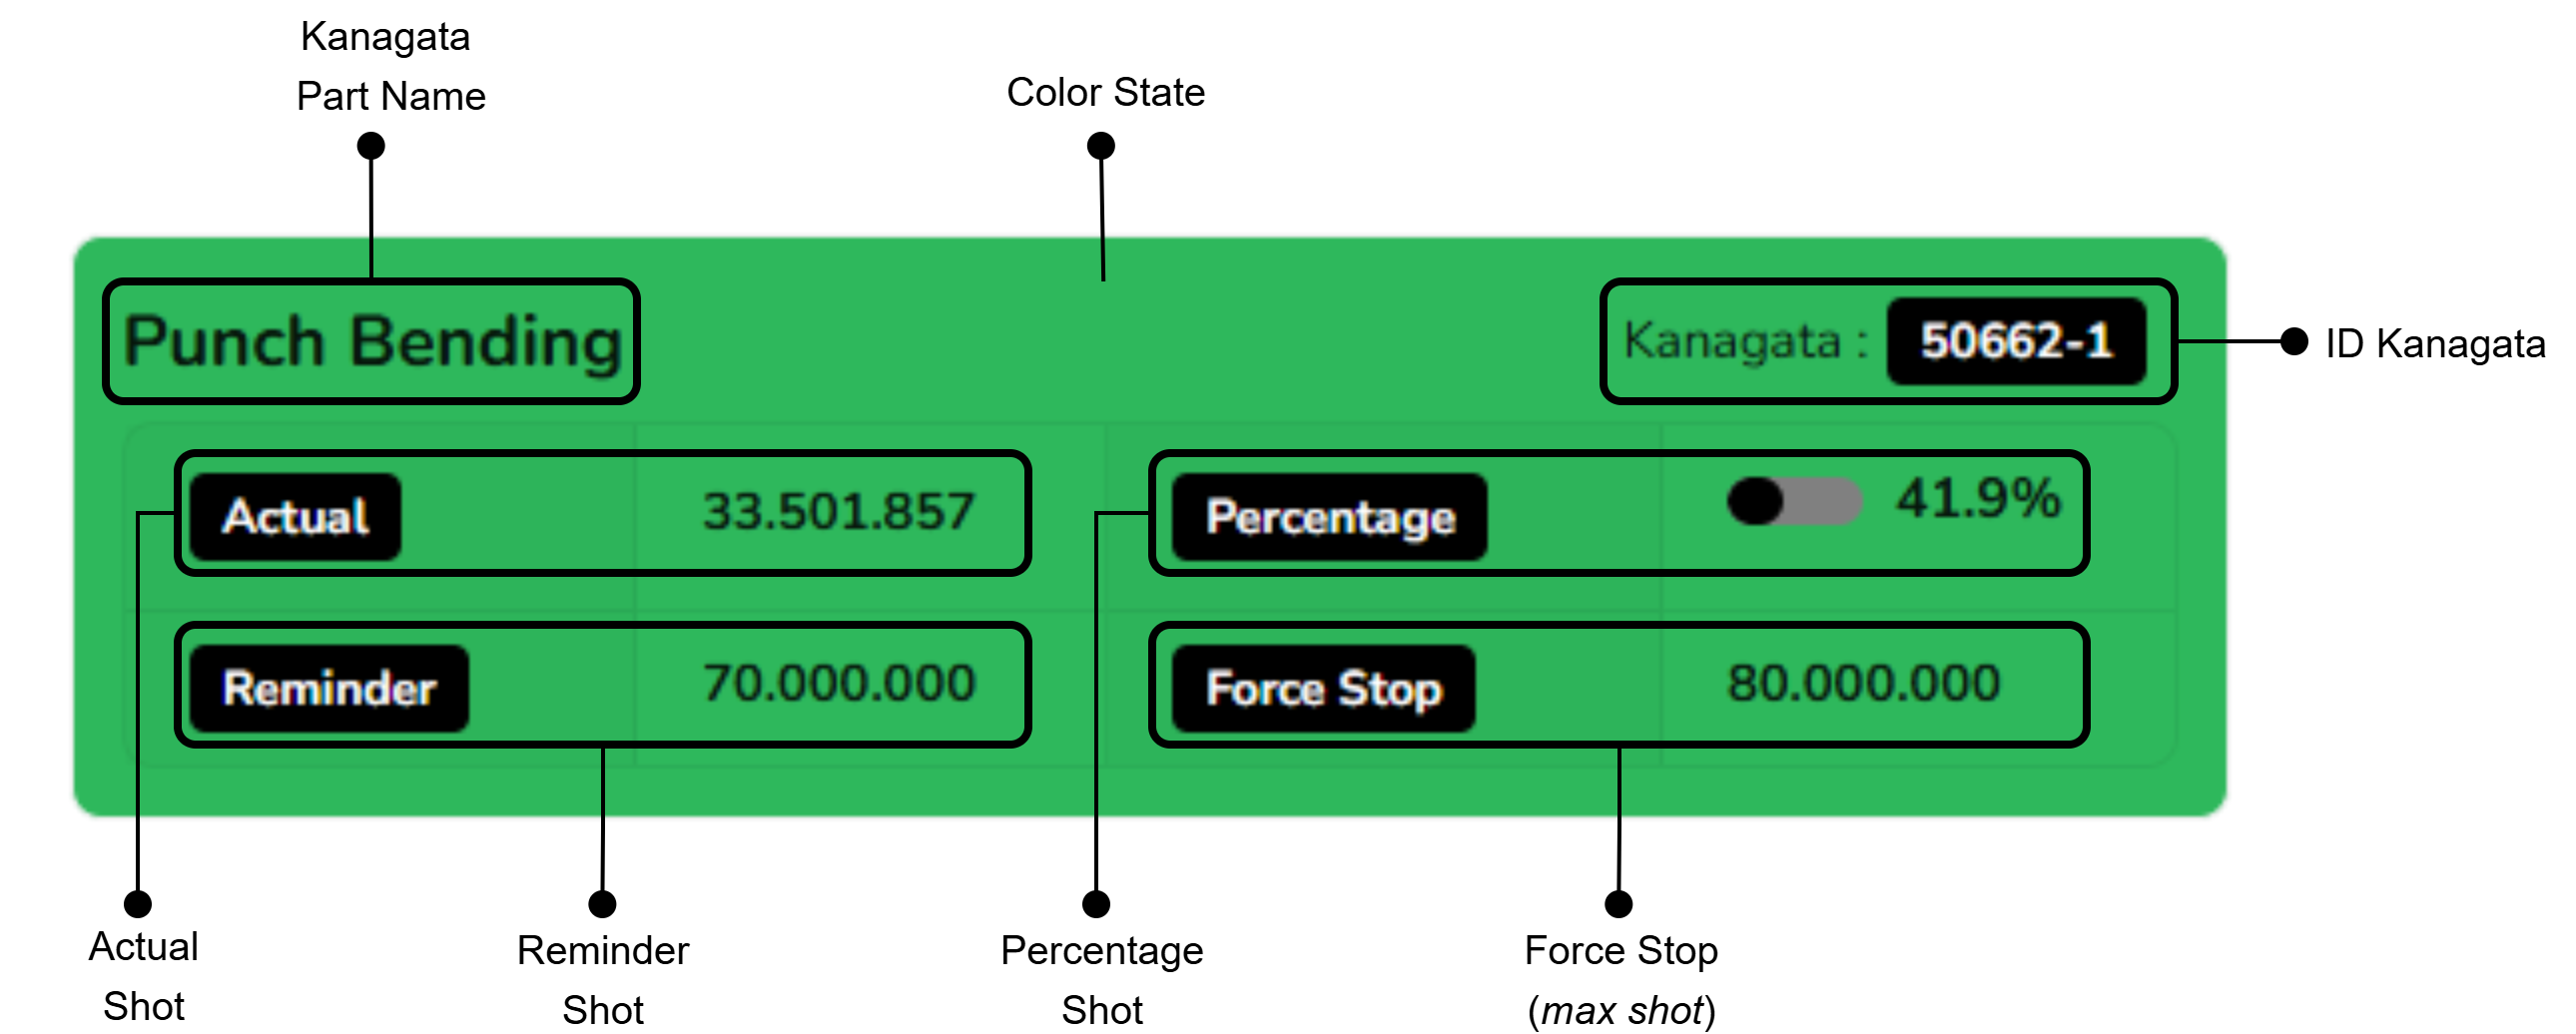 Kanagata
Part Name
Color State
Punch Bending
Kanagata : 50662-1
ID Kanagata
Actual 33.501.857
Percentage 41.9%
Reminder 70.000.000
Force Stop 80.000.000
Actual
Shot
Reminder
Shot
Percentage
Shot
Force Stop
(max shot)